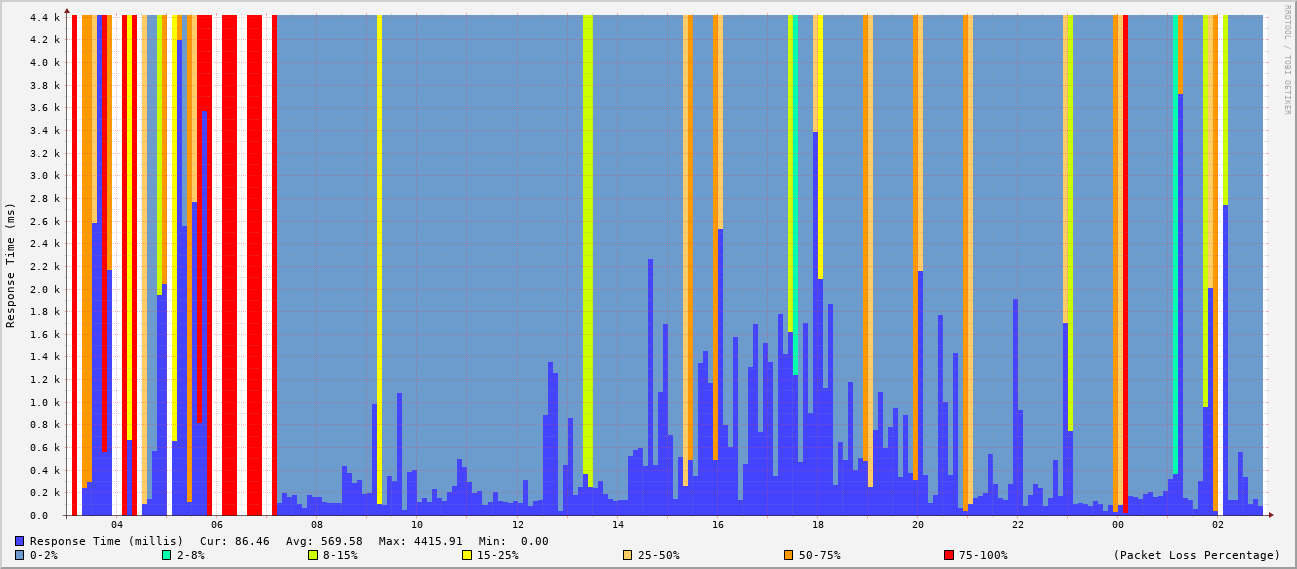 RRDTOOL / TOBI OETIKER
Response Time (ms)
4.4 k
4.2 k
4.0 k
3.8 k
3.6 k
3.4 k
3.2 k
3.0 k
2.8 k
2.6 k
2.4 k
2.2 k
2.0 k
1.8 k
1.6 k
1.4 k
1.2 k
1.0 k
0.8 k
0.6 k
0.4 k
0.2 k
0.0
04 06 08 10 12 14 16 18 20 22 00 02
Response Time (millis) Cur: 86.46 Avg: 569.58 Max: 4415.91 Min: 0.00
0-2% 2-8% 8-15% 15-25% 25-50% 50-75% 75-100% (Packet Loss Percentage)